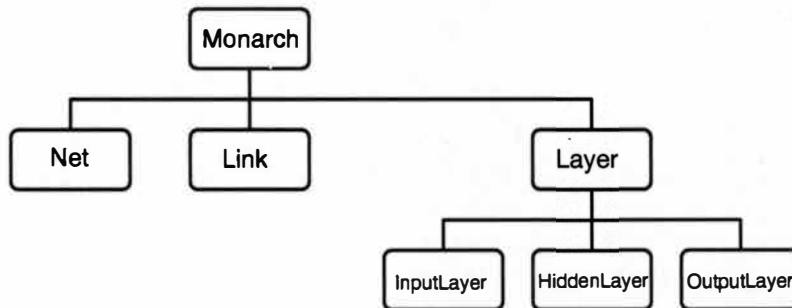 Monarch
Net
Link
Layer
InputLayer
HiddenLayer
OutputLayer